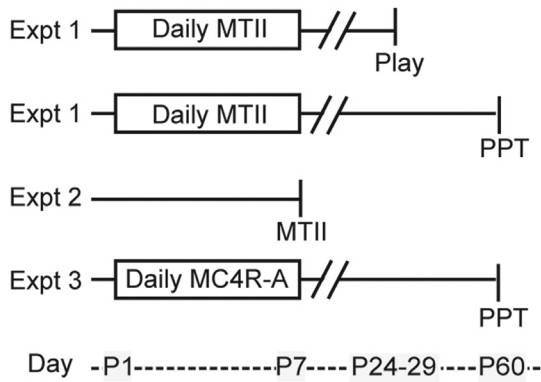 Expt 1 Daily MTII
Play
Expt 1 Daily MTII
PPT
Expt 2
MTII
Expt 3 Daily MC4R-A
PPT
Day P1 P7 P24-29 P60